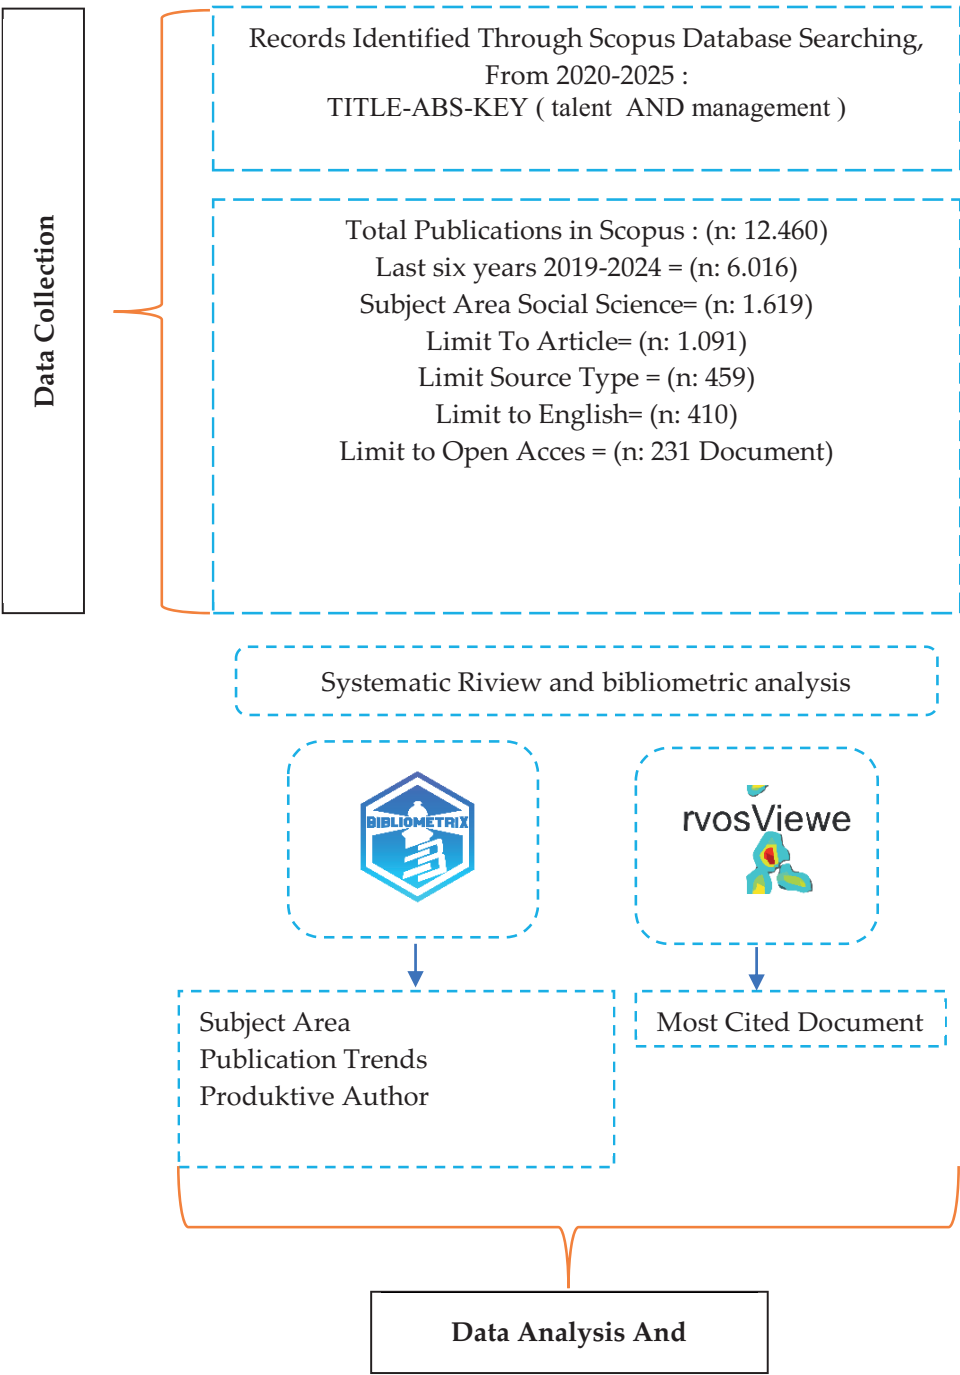 Data Collection
Records Identified Through Scopus Database Searching,
From 2020-2025 :
TITLE-ABS-KEY ( talent AND management )
Total Publications in Scopus : (n: 12.460)
Last six years 2019-2024 = (n: 6.016)
Subject Area Social Science= (n: 1.619)
Limit To Article= (n: 1.091)
Limit Source Type = (n: 459)
Limit to English= (n: 410)
Limit to Open Acces = (n: 231 Document)
Systematic Riview and bibliometric analysis
BIBLIOMETRIX
rvosViewe
Subject Area
Publication Trends
Produktive Author
Most Cited Document
Data Analysis And